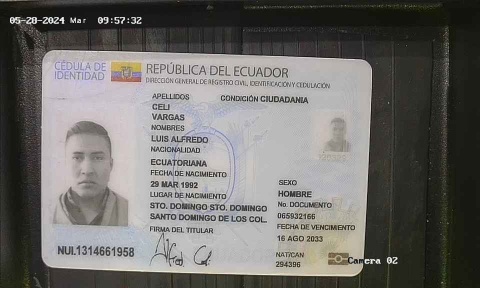 05-28-2024 Mar 09:57:32
CÉDULA DE
IDENTIDAD
REPÚBLICA DEL ECUADOR
DIRECCIÓN GENERAL DE REGISTRO CIVIL, IDENTIFICACIÓN Y CEDULACIÓN
APELLIDOS
CELI
VARGAS
CONDICIÓN CIUDADANIA
NOMBRES
LUIS ALFREDO
NACIONALIDAD
ECUATORIANA
FECHA DE NACIMIENTO
29 MAR 1992
LUGAR DE NACIMIENTO
STO. DOMINGO STO. DOMINGO
SANTO DOMINGO DE LOS COL.
FIRMA DEL TITULAR
SEXO
HOMBRE
No. DOCUMENTO
065932166
FECHA DE VENCIMIENTO
16 AGO 2033
NAT/CAN
294396
NUI.1314661958
Camera 02